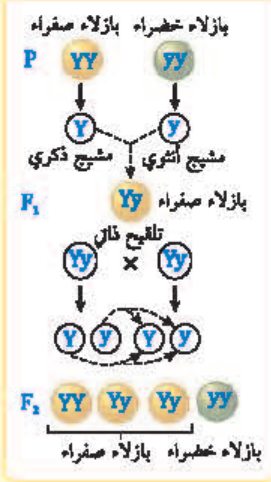 بازلاء صفراء بازلاء خضراء
P YY yy
Y y
مشيج ذكري مشيج أنثوي
F₁ Yy بازلاء صفراء
تلقيح ذاتي
Yy × Yy
Y y Y y
F₂ YY Yy Yy yy
بازلاء صفراء بازلاء خضراء